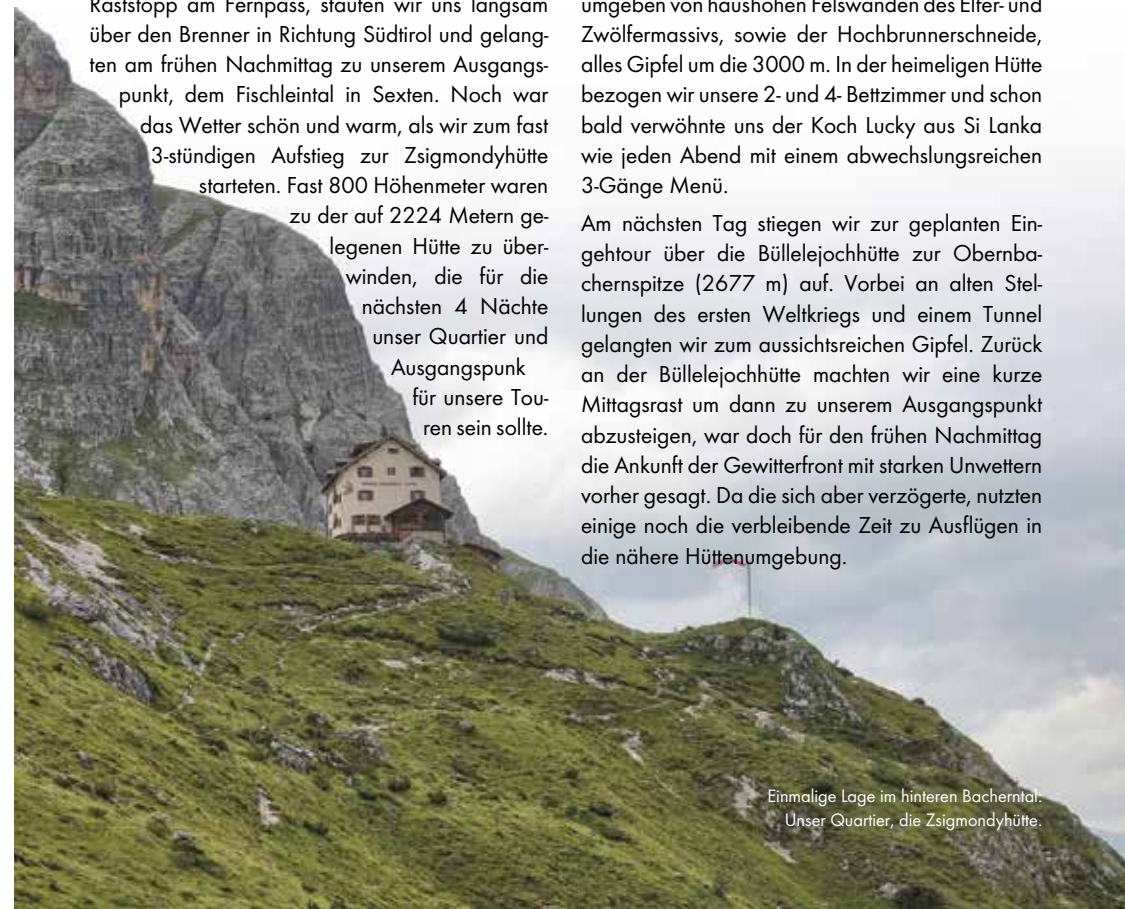 Raststopp am Fernpass, stauten wir uns langsam
über den Brenner in Richtung Südtirol und gelang-
ten am frühen Nachmittag zu unserem Ausgangs-
punkt, dem Fischleintal in Sexten. Noch war
das Wetter schön und warm, als wir zum fast
3-stündigen Aufstieg zur Zsigmondyhütte
starteten. Fast 800 Höhenmeter waren
zu der auf 2224 Metern ge-
legenen Hütte zu über-
winden, die für die
nächsten 4 Nächte
unser Quartier und
Ausgangspunk
für unsere Tou-
ren sein sollte.
umgeben von haushohen Felswänden des Elfer- und
Zwölfermassivs, sowie der Hochbrunnerschneide,
alles Gipfel um die 3000 m. In der heimeligen Hütte
bezogen wir unsere 2- und 4- Bettzimmer und schon
bald verwöhnte uns der Koch Lucky aus Si Lanka
wie jeden Abend mit einem abwechslungsreichen
3-Gänge Menü.
Am nächsten Tag stiegen wir zur geplanten Ein-
gehtour über die Büllelejochhütte zur Obernba-
chernspitze (2677 m) auf. Vorbei an alten Stel-
lungen des ersten Weltkriegs und einem Tunnel
gelangten wir zum aussichtsreichen Gipfel. Zurück
an der Büllelejochhütte machten wir eine kurze
Mittagsrast um dann zu unserem Ausgangspunkt
abzusteigen, war doch für den frühen Nachmittag
die Ankunft der Gewitterfront mit starken Unwettern
vorher gesagt. Da die sich aber verzögerte, nutzten
einige noch die verbleibende Zeit zu Ausflügen in
die nähere Hüttenumgebung.
Einmalige Lage im hinteren Bacherntal:
Unser Quartier, die Zsigmondyhütte.